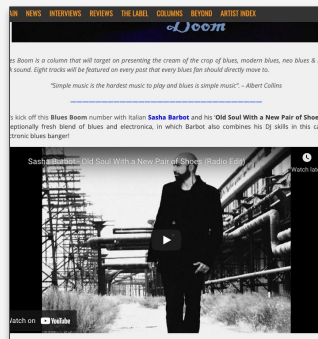 AIN NEWS INTERVIEWS REVIEWS THE LABEL COLUMNS BEYOND ARTIST INDEX
Boom
es Boom is a column that will target on presenting the cream of the crop of blues, modern blues, neo blues &
k sound. Eight tracks will be featured on every post that every blues fan should directly move to.
"Simple music is the hardest music to play and blues is simple music". – Albert Collins
's kick off this Blues Boom number with Italian Sasha Barbot and his 'Old Soul With a New Pair of Shoe
eptionally fresh blend of blues and electronica, in which Barbot also combines his DJ skills in this ca
ctronic blues banger!
Sasha Barbot - Old Soul With a New Pair of Shoes (Radio Edit)
Watch late
Watch on YouTube